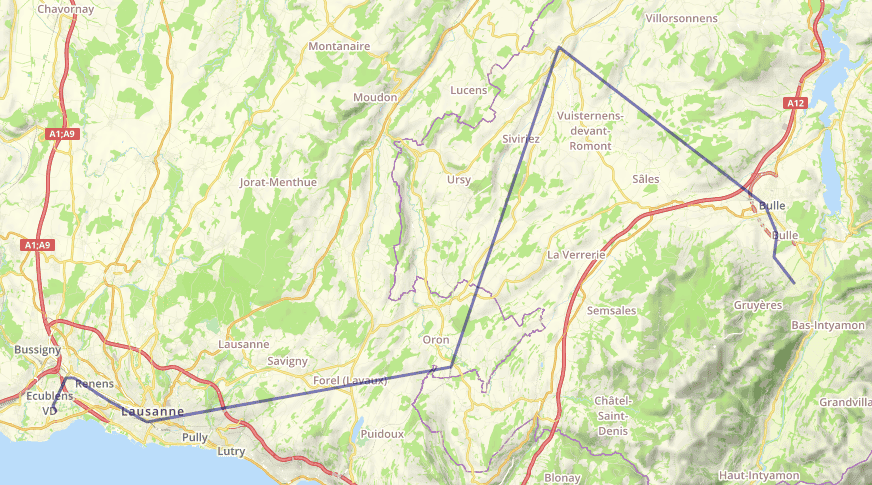 Chavornay
Villorsonnens
Montanaire
Moudon
Lucens
A12
Vuisternens-
devant-
Romont
A1;A9
Siviriez
Ursy
Sâles
Jorat-Menthue
Bulle
Bulle
A1;A9
La Verrerie
Gruyères
Semsales
Bas-Intyamon
Oron
Lausanne
Bussigny
Savigny
Forel (Lavaux)
Renens
Ecublens
VD
Lausanne
Châtel-
Saint-
Denis
Grandvilla
Puidoux
Pully
Lutry
Blonay
Haut-Intyamon